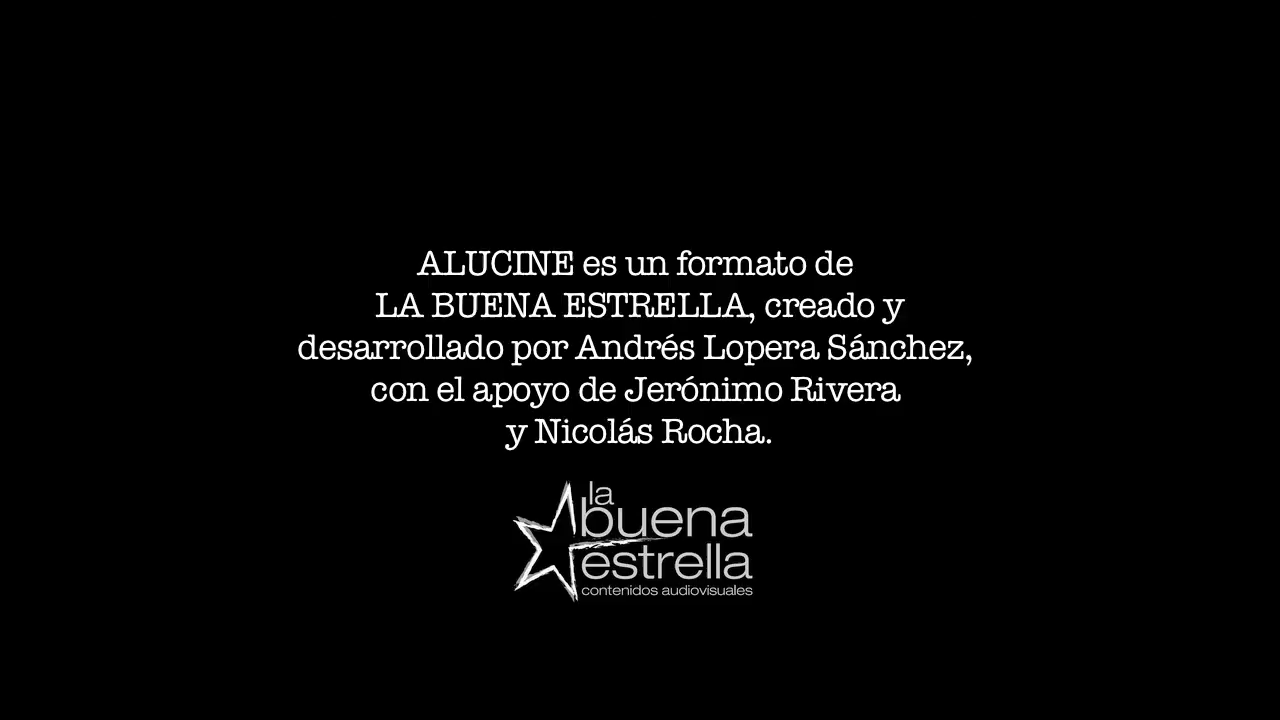 ALUCINE es un formato de
LA BUENA ESTRELLA, creado y
desarrollado por Andrés Lopera Sánchez,
con el apoyo de Jerónimo Rivera
y Nicolás Rocha.
la
buena
estrella
contenidos audiovisuales